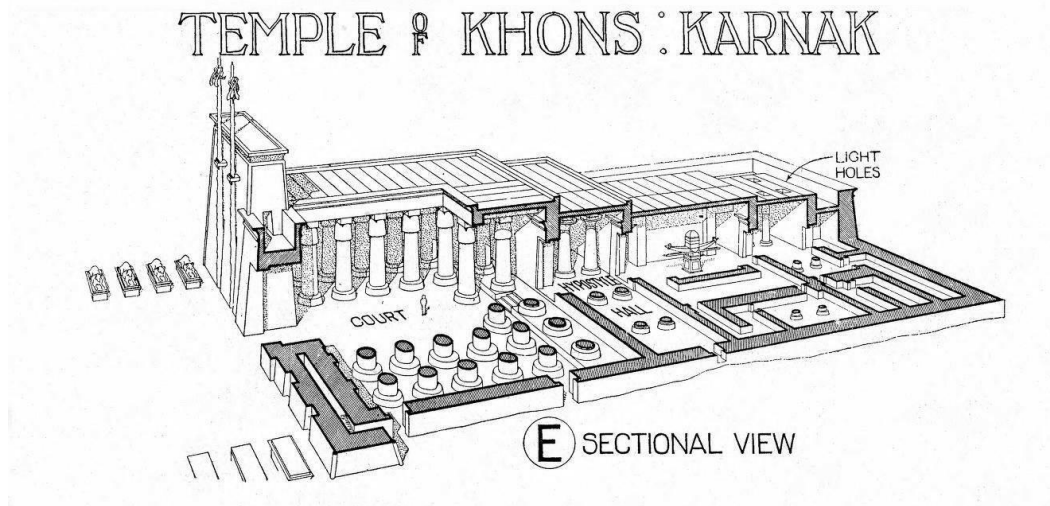 TEMPLE OF KHONS : KARNAK
LIGHT
HOLES
HYPOSTYLE
HALL
COURT
E SECTIONAL VIEW